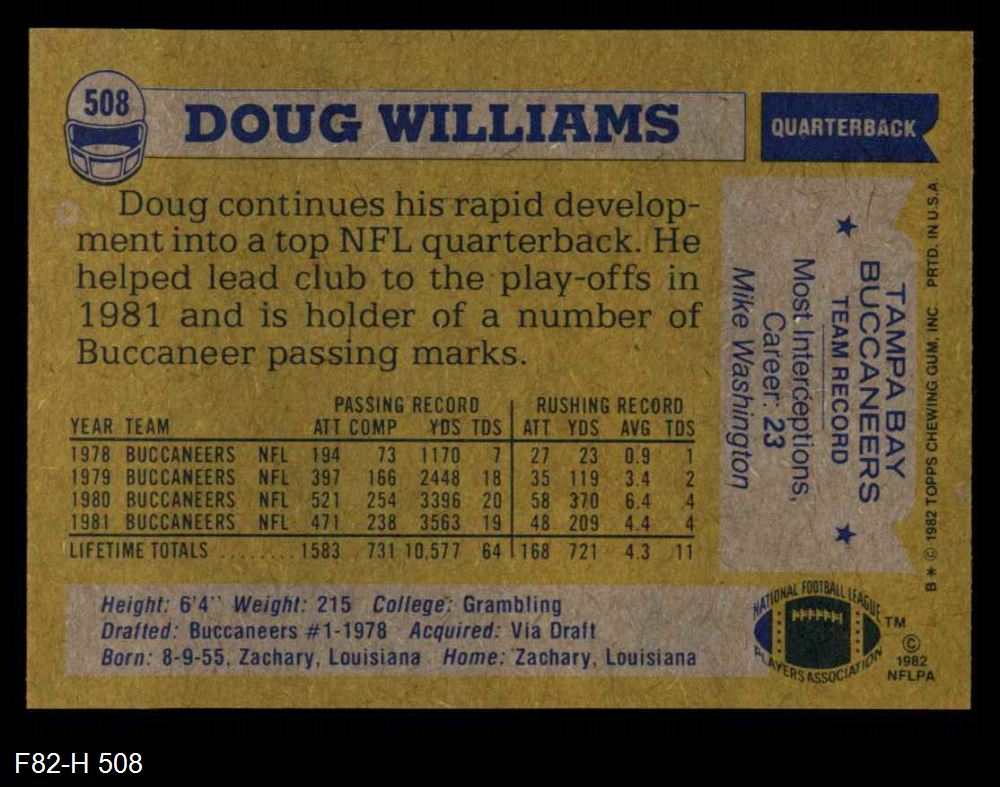 508
DOUG WILLIAMS
QUARTERBACK
Doug continues his rapid develop-
ment into a top NFL quarterback. He
helped lead club to the play-offs in
1981 and is holder of a number of
Buccaneer passing marks.
PASSING RECORD RUSHING RECORD
YEAR TEAM ATT COMP YDS TDS ATT YDS AVG TDS
1978 BUCCANEERS NFL 194 73 1170 7 27 23 0.9 1
1979 BUCCANEERS NFL 397 166 2448 18 35 119 3.4 2
1980 BUCCANEERS NFL 521 254 3396 20 58 370 6.4 4
1981 BUCCANEERS NFL 471 238 3563 19 48 209 4.4 4
LIFETIME TOTALS ........ 1583 731 10,577 64 168 721 4.3 11
Height: 6'4" Weight: 215 College: Grambling
Drafted: Buccaneers #1-1978 Acquired: Via Draft
Born: 8-9-55, Zachary, Louisiana Home: Zachary, Louisiana
TAMPA BAY
BUCCANEERS
TEAM RECORD
Most Interceptions,
Career: 23
Mike Washington
B * © 1982 TOPPS CHEWING GUM, INC. PRTD. IN U.S.A.
NATIONAL FOOTBALL LEAGUE
PLAYERS ASSOCIATION
TM
©
1982
NFLPA
F82-H 508